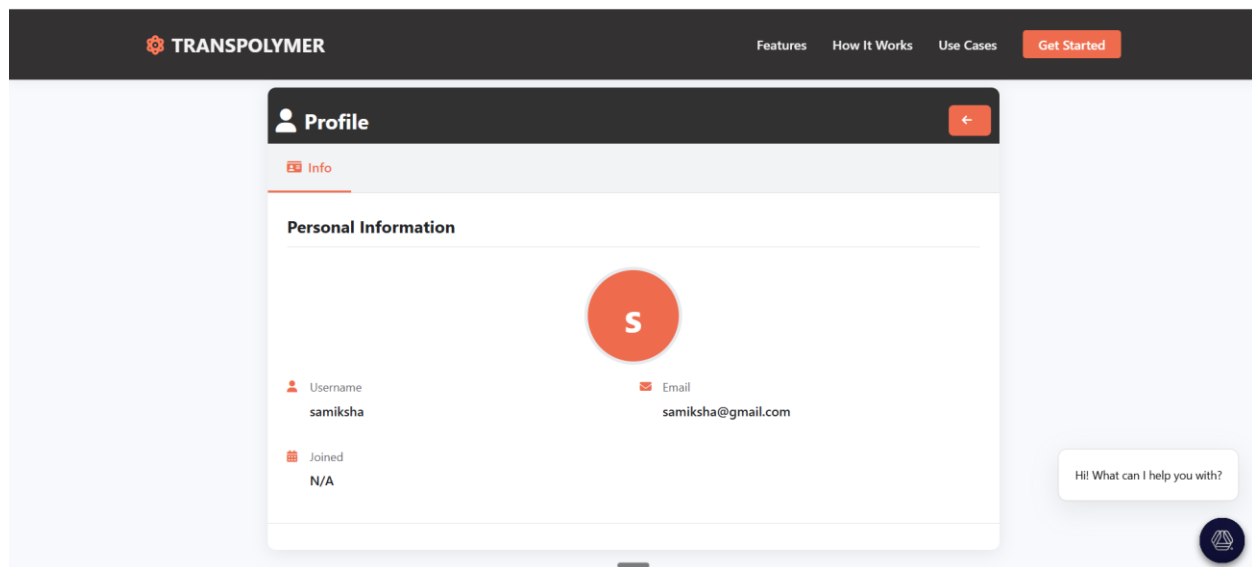 TRANSPOLYMER
Features How It Works Use Cases Get Started
Profile
Info
Personal Information
S
Username Email
samiksha samiksha@gmail.com
Joined
N/A
Hi! What can I help you with?